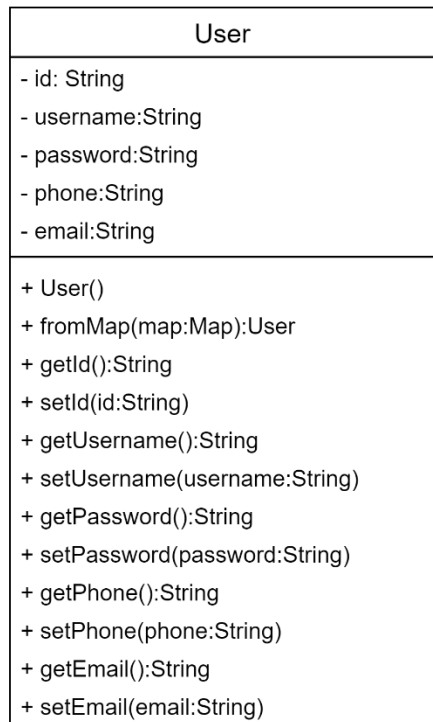 User
- id: String
- username:String
- password:String
- phone:String
- email:String
+ User()
+ fromMap(map:Map):User
+ getId():String
+ setId(id:String)
+ getUsername():String
+ setUsername(username:String)
+ getPassword():String
+ setPassword(password:String)
+ getPhone():String
+ setPhone(phone:String)
+ getEmail():String
+ setEmail(email:String)